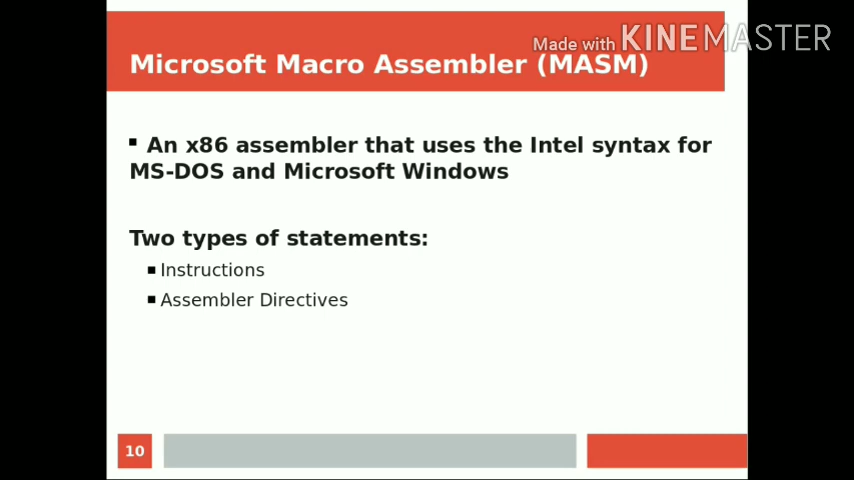 Made with KINEMASTER
Microsoft Macro Assembler (MASM)
An x86 assembler that uses the Intel syntax for
MS-DOS and Microsoft Windows
Two types of statements:
Instructions
Assembler Directives
10